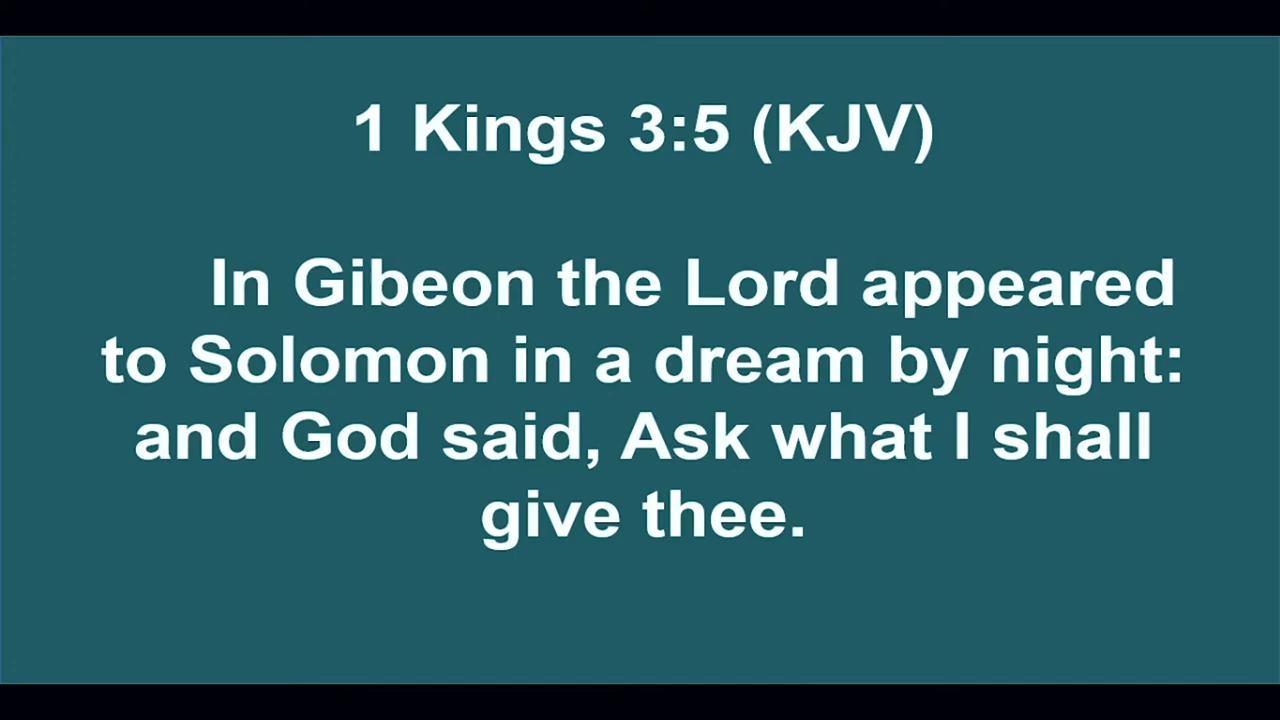 1 Kings 3:5 (KJV)
In Gibeon the Lord appeared
to Solomon in a dream by night:
and God said, Ask what I shall
give thee.